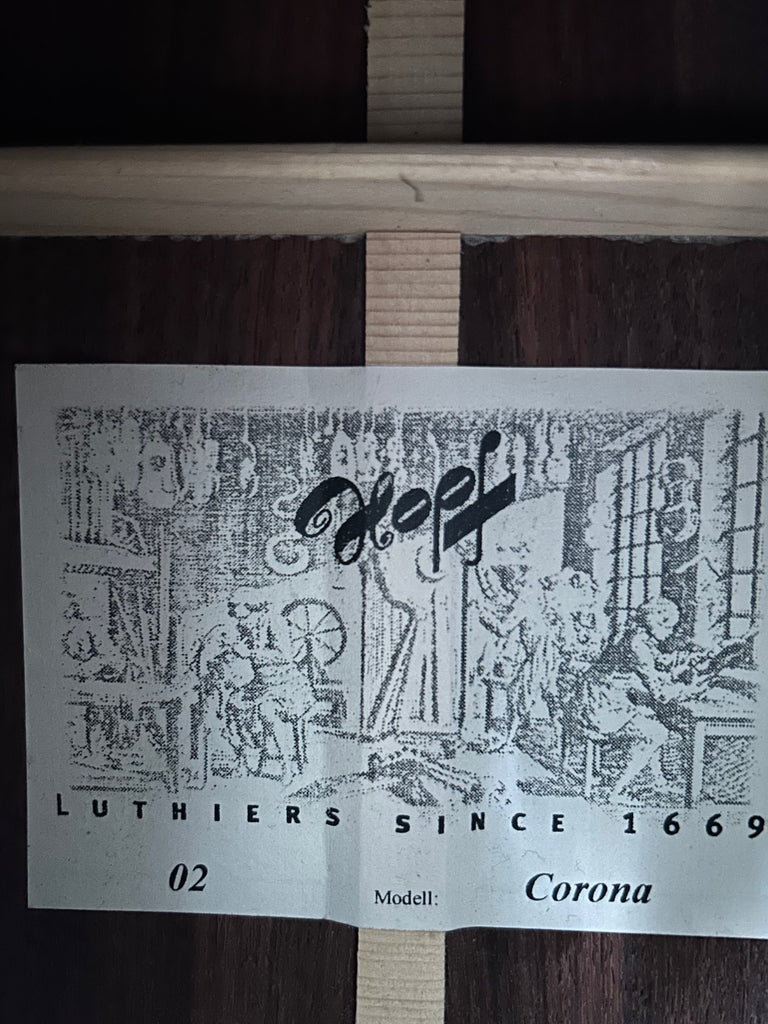 Hopf
LUTHIERS SINCE 1669
02 Modell: Corona